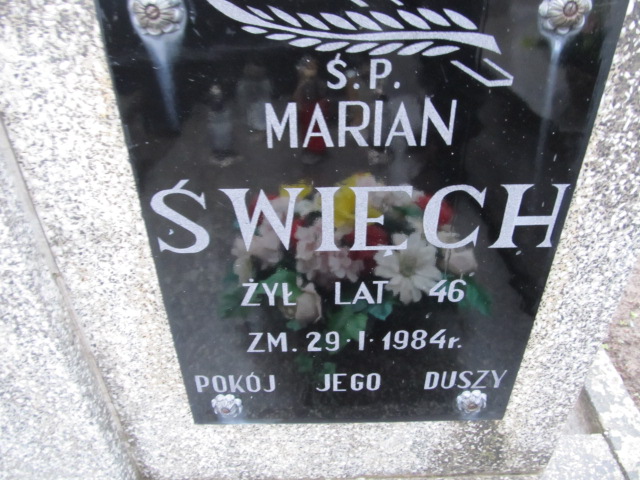 Ś.P.
MARIAN
ŚWIĘCH
ŻYŁ LAT 46
ZM. 29·I·1984r.
POKÓJ JEGO DUSZY